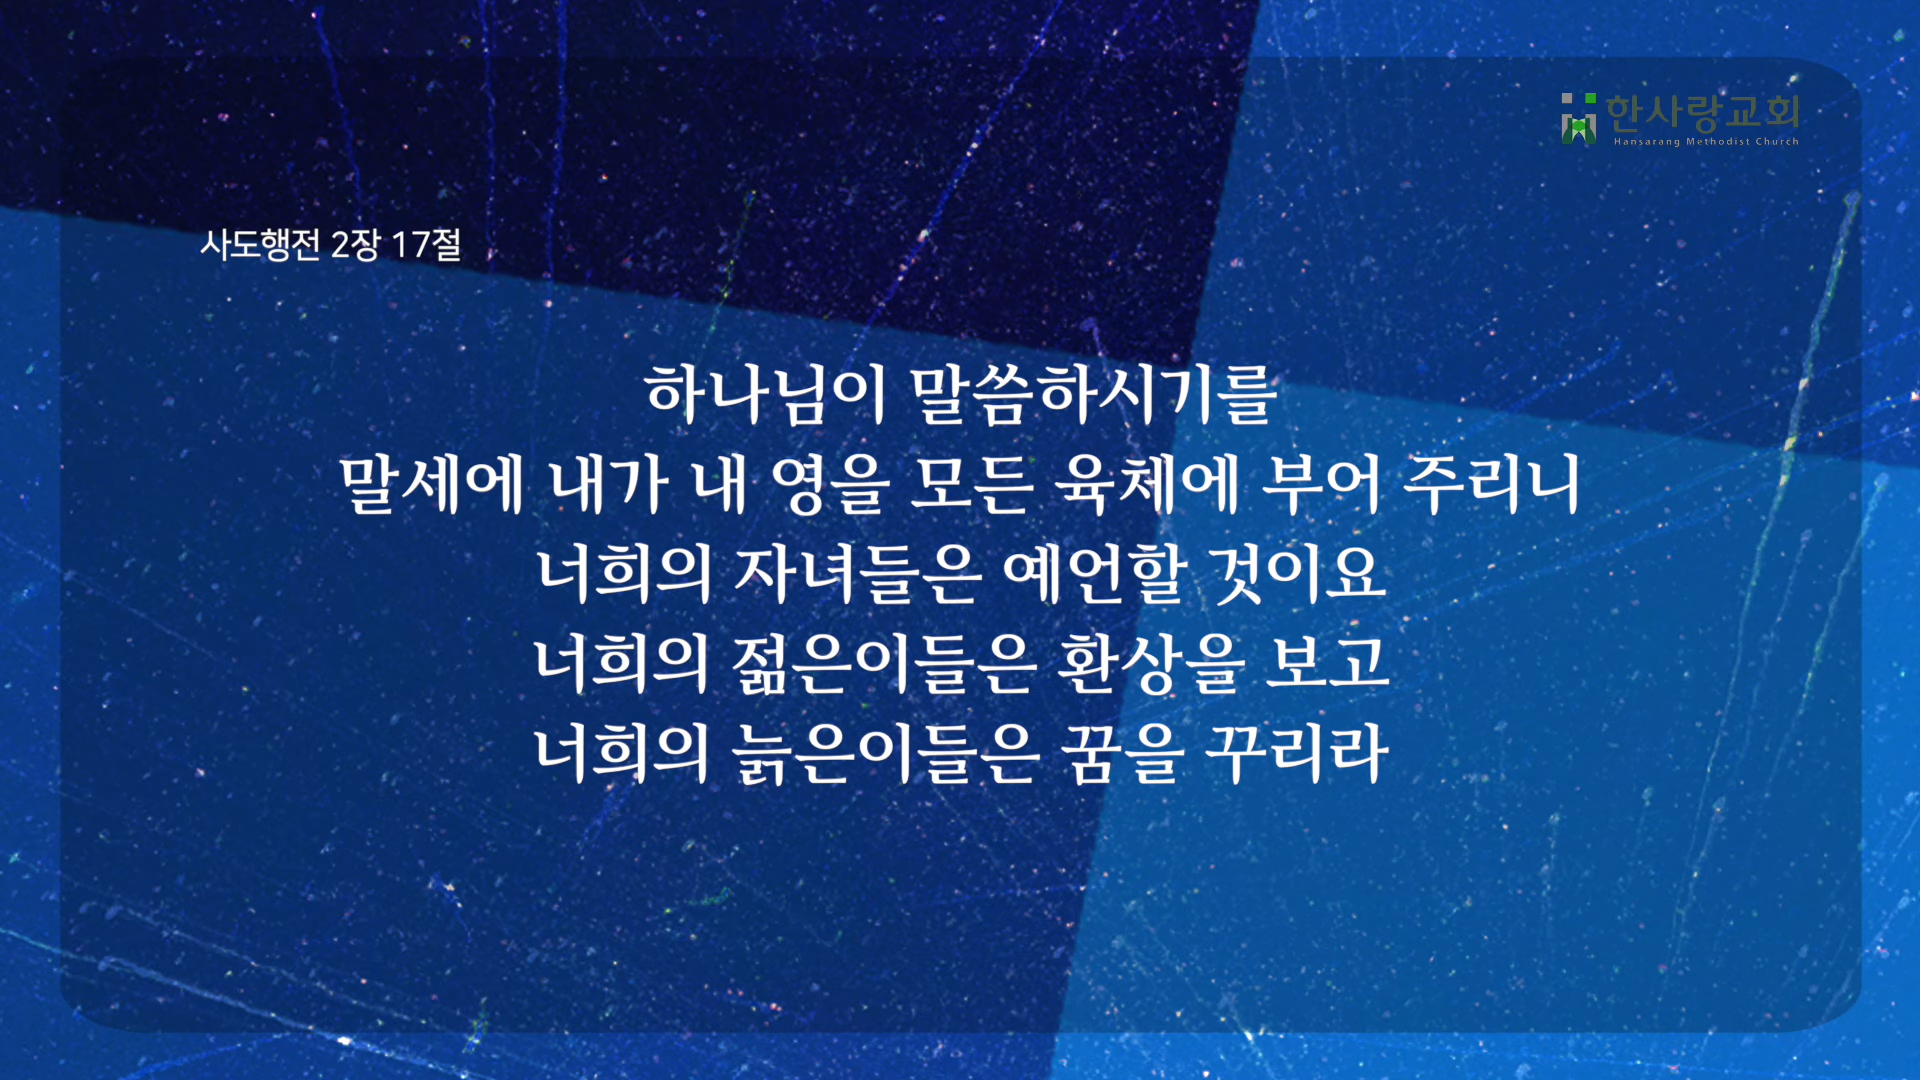 한사랑교회
Hansarang Methodist Church
사도행전 2장 17절
하나님이 말씀하시기를
말세에 내가 내 영을 모든 육체에 부어 주리니
너희의 자녀들은 예언할 것이요
너희의 젊은이들은 환상을 보고
너희의 늙은이들은 꿈을 꾸리라